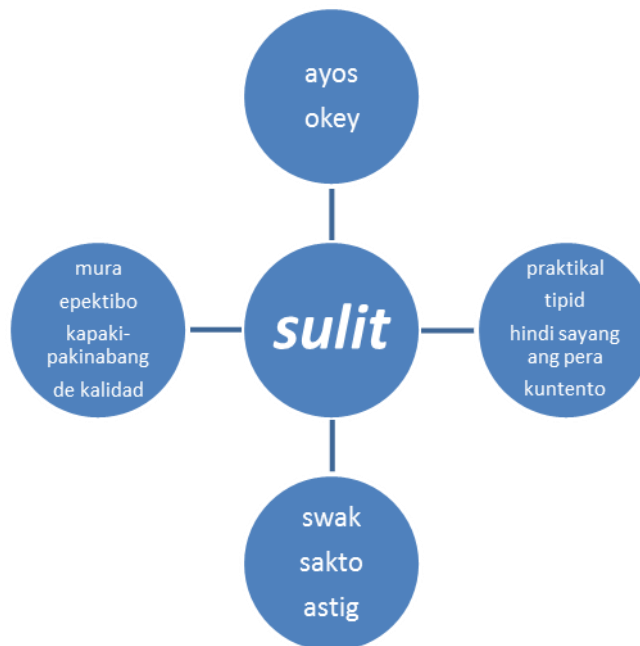 ayos
okey
mura
epektibo
kapaki-
pakinabang
de kalidad
sulit
praktikal
tipid
hindi sayang
ang pera
kuntento
swak
sakto
astig